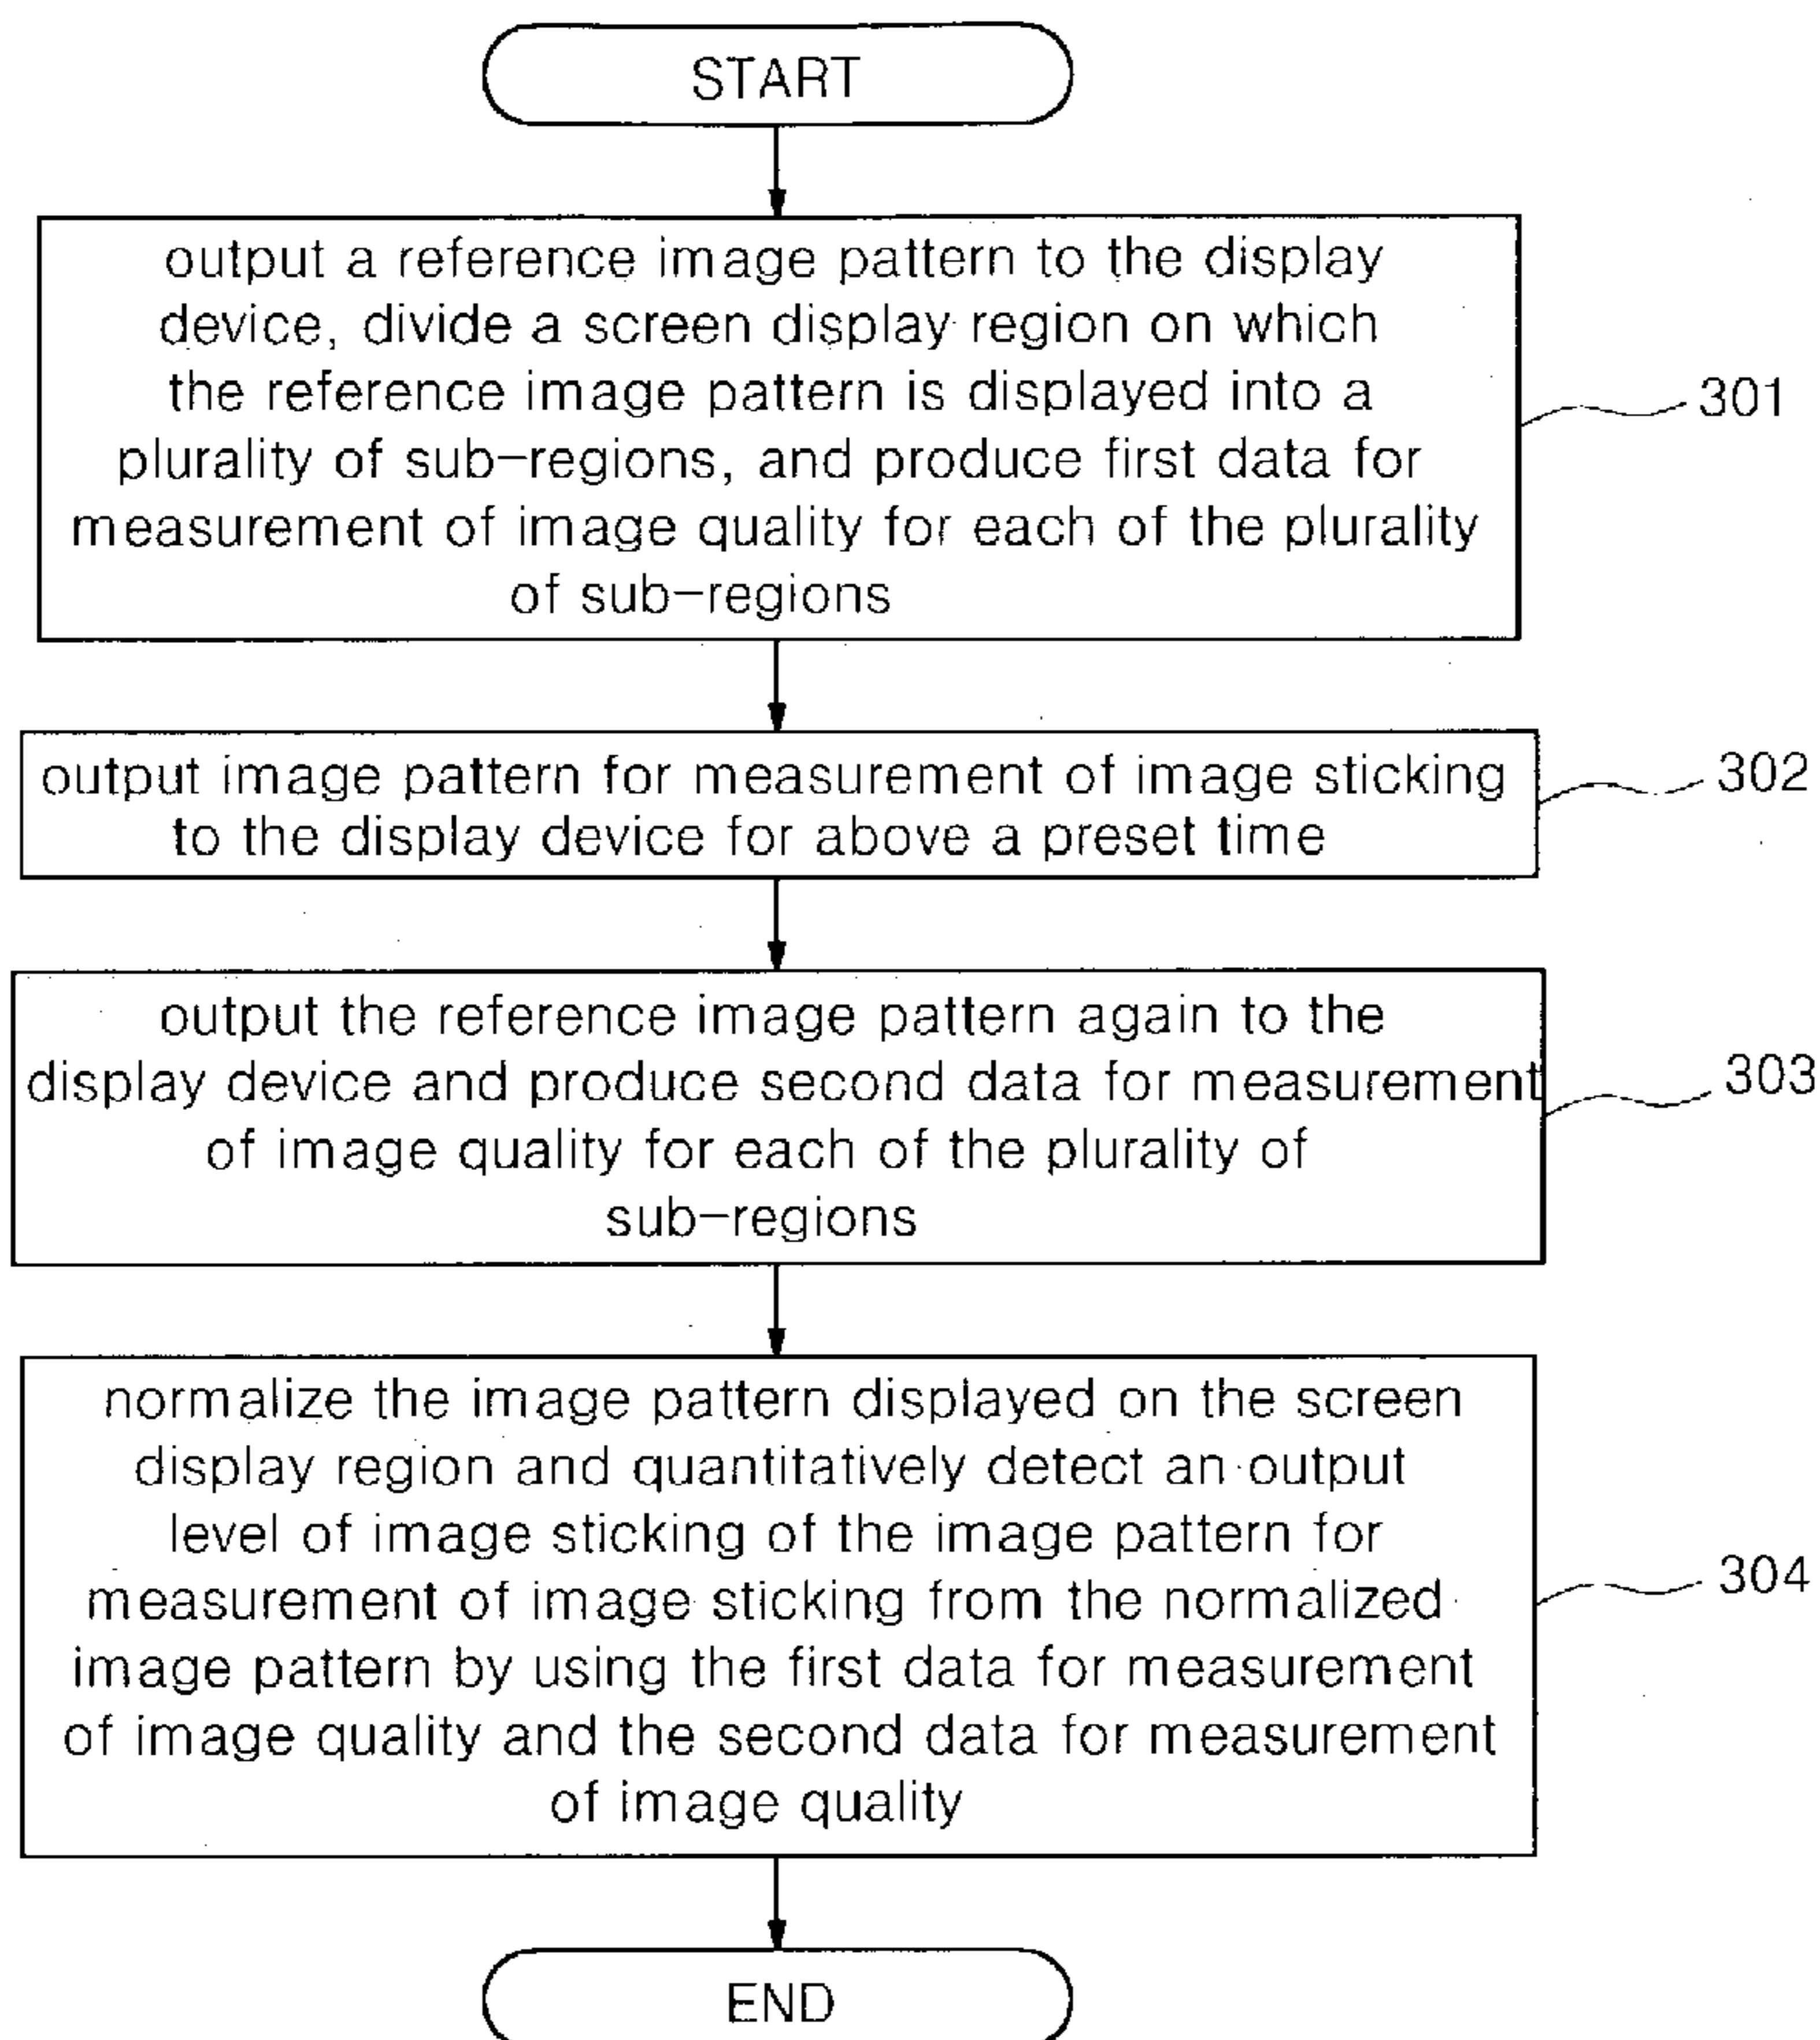 START
output a reference image pattern to the display
device, divide a screen display region on which
the reference image pattern is displayed into a
plurality of sub-regions, and produce first data for
measurement of image quality for each of the plurality
of sub-regions
301
output image pattern for measurement of image sticking
to the display device for above a preset time
302
output the reference image pattern again to the
display device and produce second data for measurement
of image quality for each of the plurality of
sub-regions
303
normalize the image pattern displayed on the screen
display region and quantitatively detect an output
level of image sticking of the image pattern for
measurement of image sticking from the normalized
image pattern by using the first data for measurement
of image quality and the second data for measurement
of image quality
304
END